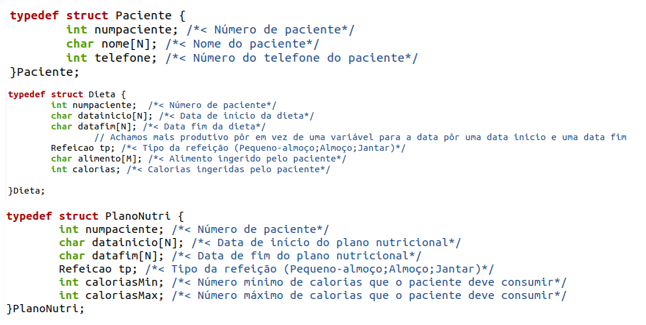 typedef struct Paciente {
int numpaciente; /*< Número de paciente*/
char nome[N]; /*< Nome do paciente*/
int telefone; /*< Número do telefone do paciente*/
}Paciente;
typedef struct Dieta {
int numpaciente; /*< Número de paciente*/
char datainicio[N]; /*< Data de inicio da dieta*/
char datafim[N]; /*< Data fim da dieta*/
// Achamos mais produtivo pôr em vez de uma variável para a data pôr uma data inicio e uma data fim
Refeicao tp; /*< Tipo da refeição (Pequeno-almoço;Almoço;Jantar)*/
char alimento[M]; /*< Alimento ingerido pelo paciente*/
int calorias; /*< Calorias ingeridas pelo paciente*/
}Dieta;
typedef struct PlanoNutri {
int numpaciente; /*< Número de paciente*/
char datainicio[N]; /*< Data de inicio do plano nutricional*/
char datafim[N]; /*< Data de fim do plano nutricional*/
Refeicao tp; /*< Tipo da refeição (Pequeno-almoço;Almoço;Jantar)*/
int caloriasMin; /*< Número mínimo de calorias que o paciente deve consumir*/
int caloriasMax; /*< Número máximo de calorias que o paciente deve consumir*/
}PlanoNutri;